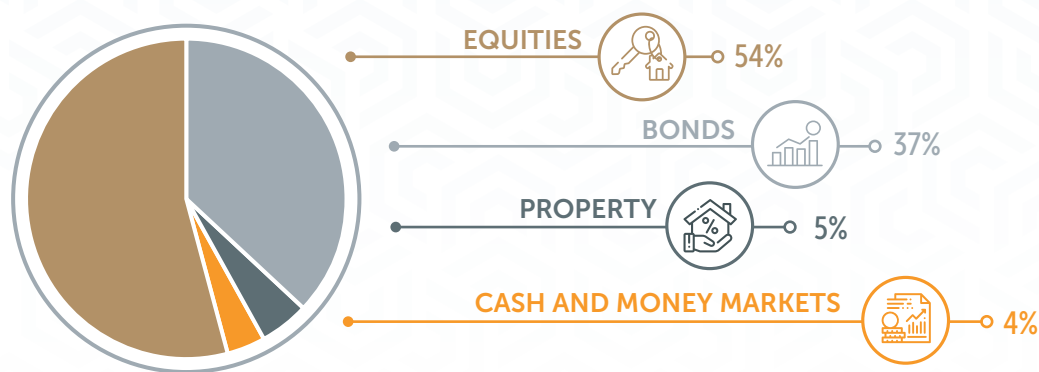 EQUITIES 54%
BONDS 37%
PROPERTY % 5%
CASH AND MONEY MARKETS 4%